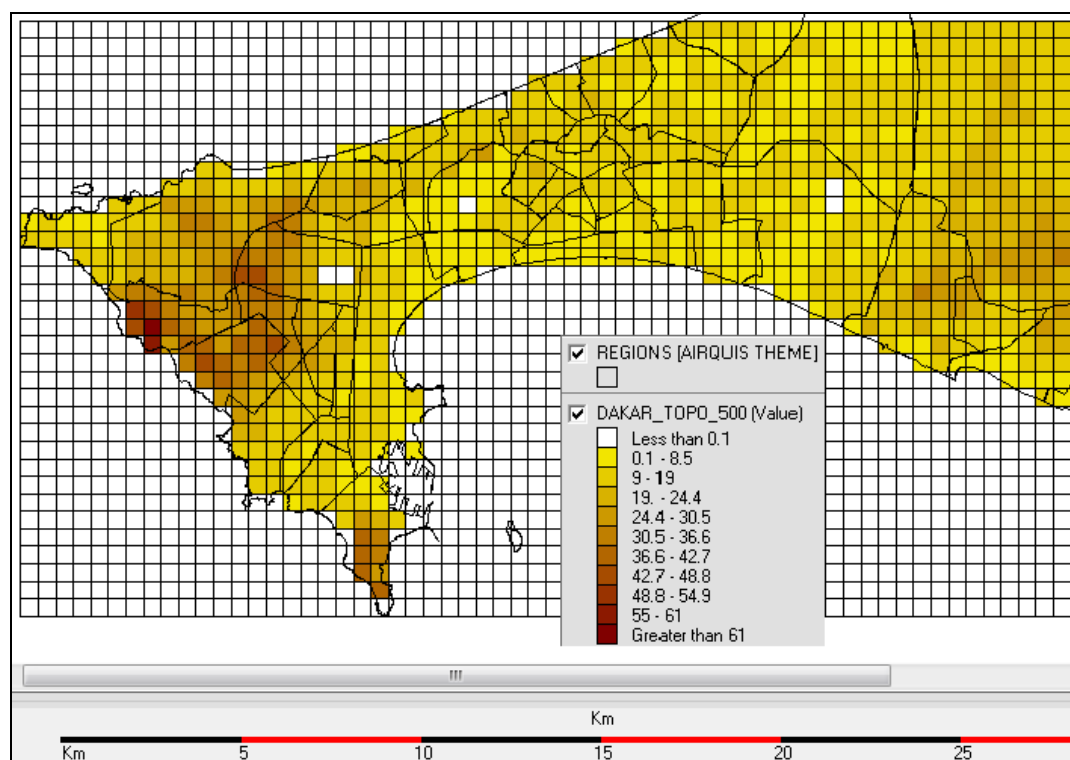 REGIONS [AIRQUIS THEME]
DAKAR_TOPO_500 (Value)
Less than 0.1
0.1 - 8.5
9 - 19
19. - 24.4
24.4 - 30.5
30.5 - 36.6
36.6 - 42.7
42.7 - 48.8
48.8 - 54.9
55 - 61
Greater than 61
Km
Km 5 10 15 20 25